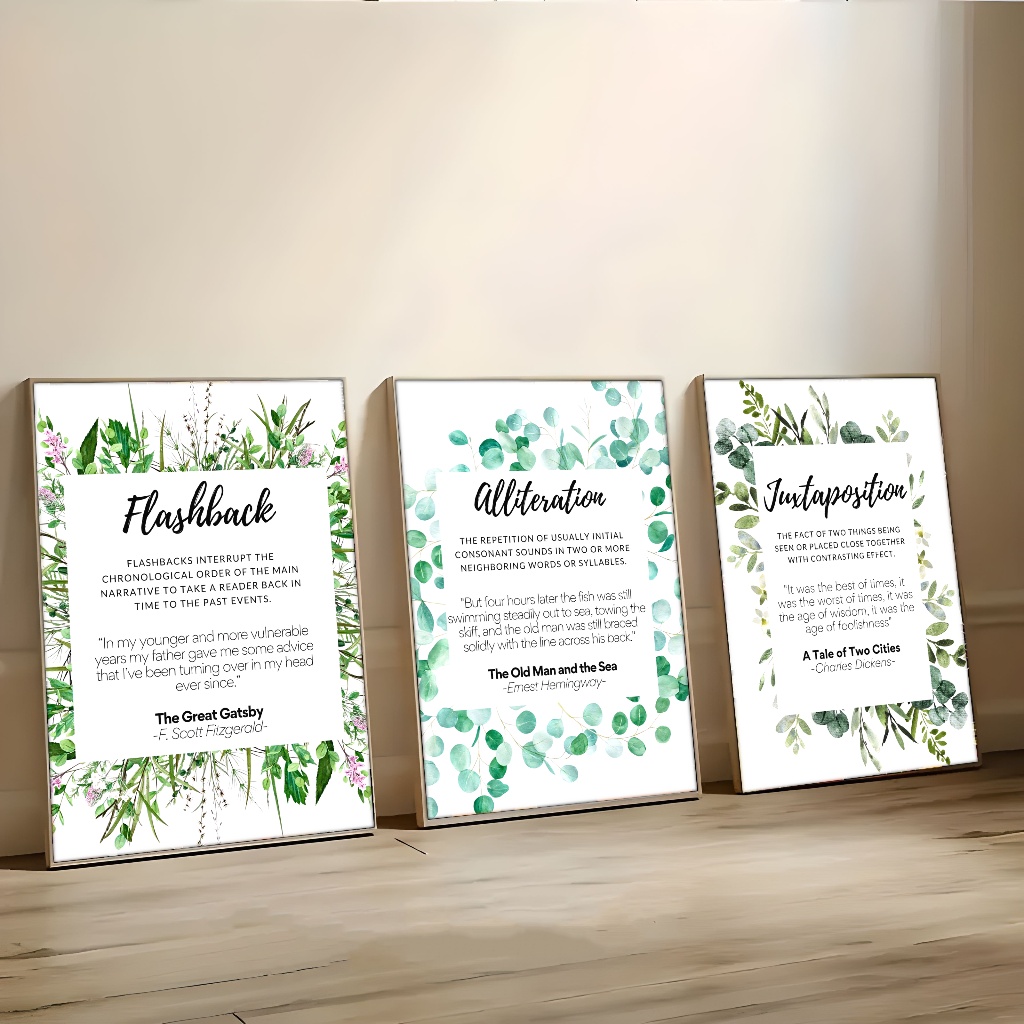 Flashback
FLASHBACKS INTERRUPT THE
CHRONOLOGICAL ORDER OF THE MAIN
NARRATIVE TO TAKE A READER BACK IN
TIME TO THE PAST EVENTS.
"In my younger and more vulnerable
years my father gave me some advice
that I've been turning over in my head
ever since."
The Great Gatsby
-F. Scott Fitzgerald-
Alliteration
THE REPETITION OF USUALLY INITIAL
CONSONANT SOUNDS IN TWO OR MORE
NEIGHBORING WORDS OR SYLLABLES.
"But four hours later the fish was still
swimming steadily out to sea, towing the
skiff, and the old man was still braced
solidly with the line across his back."
The Old Man and the Sea
-Ernest Hemingway-
Juxtaposition
THE FACT OF TWO THINGS BEING
SEEN OR PLACED CLOSE TOGETHER
WITH CONTRASTING EFFECT.
"It was the best of times, it
was the worst of times, it was
the age of wisdom, it was the
age of foolishness"
A Tale of Two Cities
-Charles Dickens-